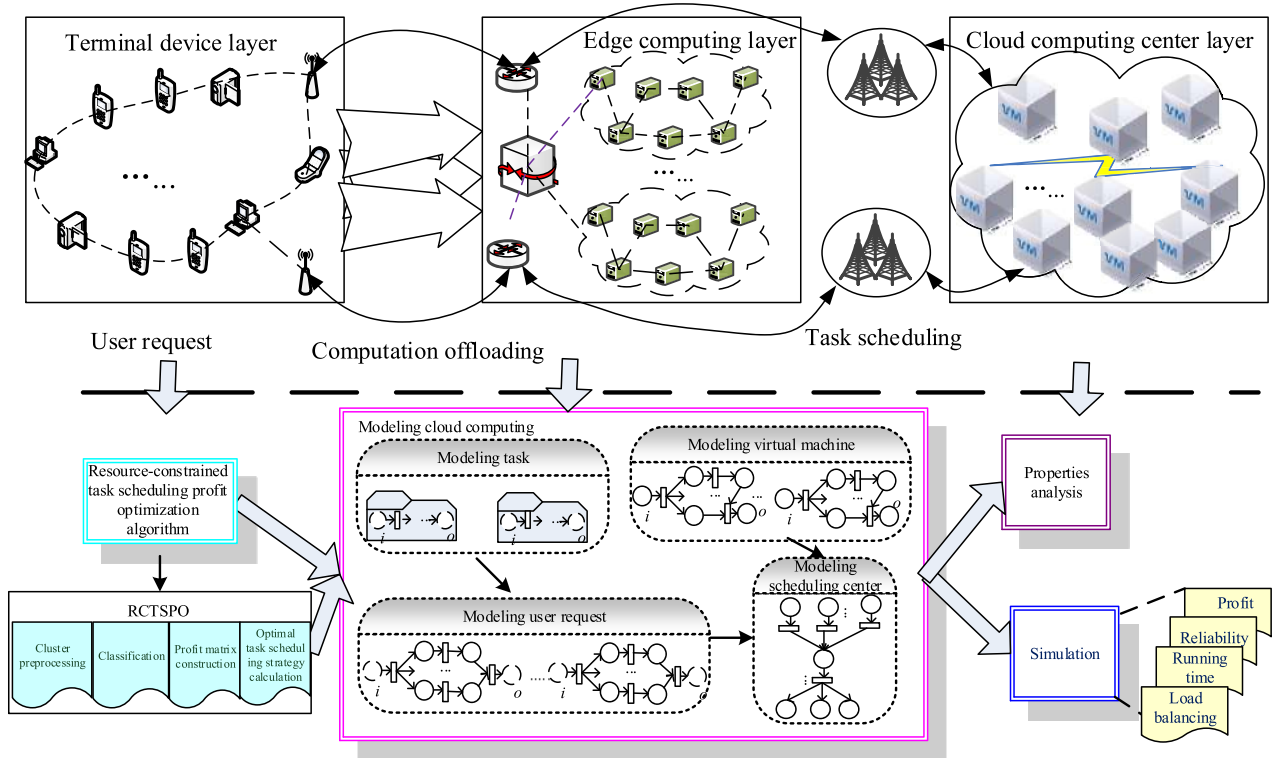 Terminal device layer
Edge computing layer
Cloud computing center layer
... ...
... ...
... ...
VM
VM
VM
VM
VM
VM
VM
VM
VM
User request
Computation offloading
Task scheduling
Resource-constrained
task scheduling profit
optimization
algorithm
RCTSPO
Cluster
preprocessing
Classification
Profit matrix
construction
Optimal
task schedul
ing strategy
calculation
Modeling cloud computing
Modeling task
i
...
o
i
...
o
Modeling virtual machine
i
...
...
o
i
...
...
o
Modeling user request
i
...
o
.....
i
...
o
Modeling
scheduling center
Properties
analysis
Simulation
Profit
Reliability
Running
time
Load
balancing